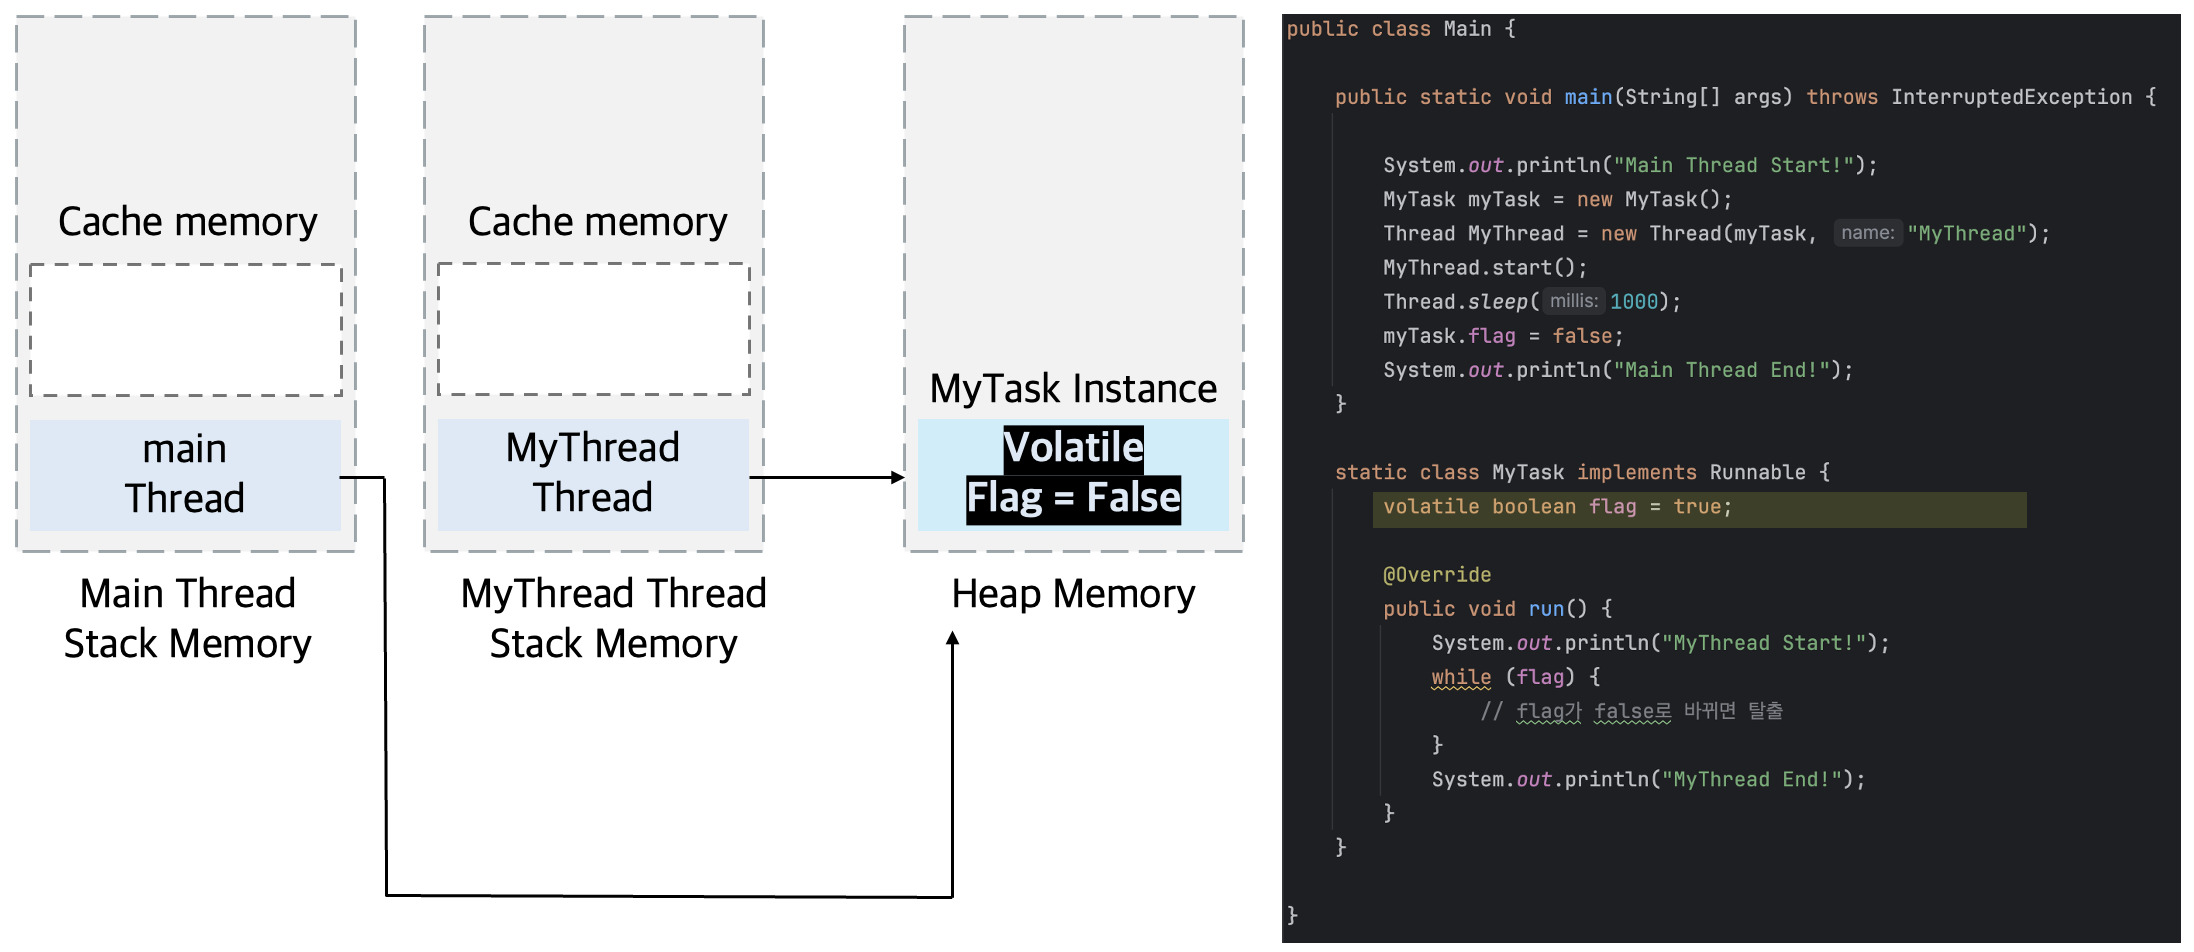 Cache memory
main
Thread
Main Thread
Stack Memory
Cache memory
MyThread
Thread
MyThread Thread
Stack Memory
MyTask Instance
Volatile
Flag = False
Heap Memory
public class Main {
public static void main(String[] args) throws InterruptedException {
System.out.println("Main Thread Start!");
MyTask myTask = new MyTask();
Thread MyThread = new Thread(myTask, name: "MyThread");
MyThread.start();
Thread.sleep( millis: 1000);
myTask.flag = false;
System.out.println("Main Thread End!");
}
static class MyTask implements Runnable {
volatile boolean flag = true;
@Override
public void run() {
System.out.println("MyThread Start!");
while (flag) {
// flag가 false로 바뀌면 탈출
}
System.out.println("MyThread End!");
}
}
}